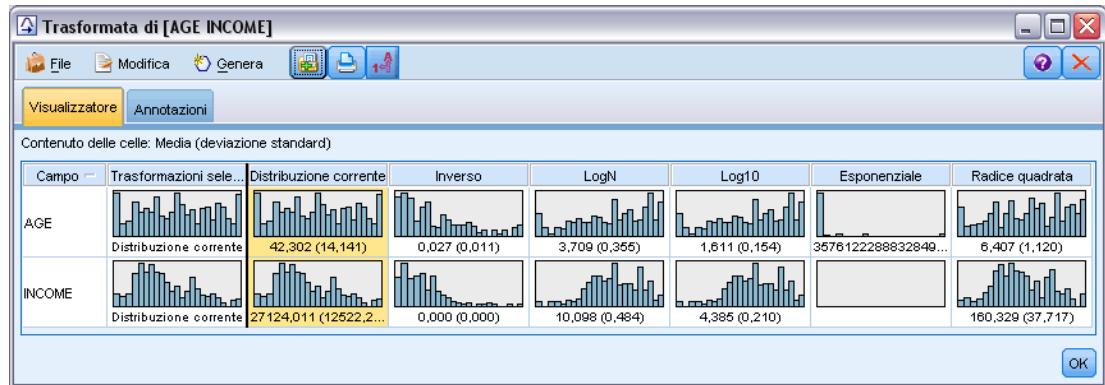 Trasformata di [AGE INCOME]
File Modifica Genera
Visualizzatore Annotazioni
Contenuto delle celle: Media (deviazione standard)
Campo Trasformazioni sele... Distribuzione corrente Inverso LogN Log10 Esponenziale Radice quadrata
AGE
Distribuzione corrente 42,302 (14,141) 0,027 (0,011) 3,709 (0,355) 1,611 (0,154) 3576122288832849... 6,407 (1,120)
INCOME
Distribuzione corrente 27124,011 (12522,2... 0,000 (0,000) 10,098 (0,484) 4,385 (0,210) 160,329 (37,717)
OK